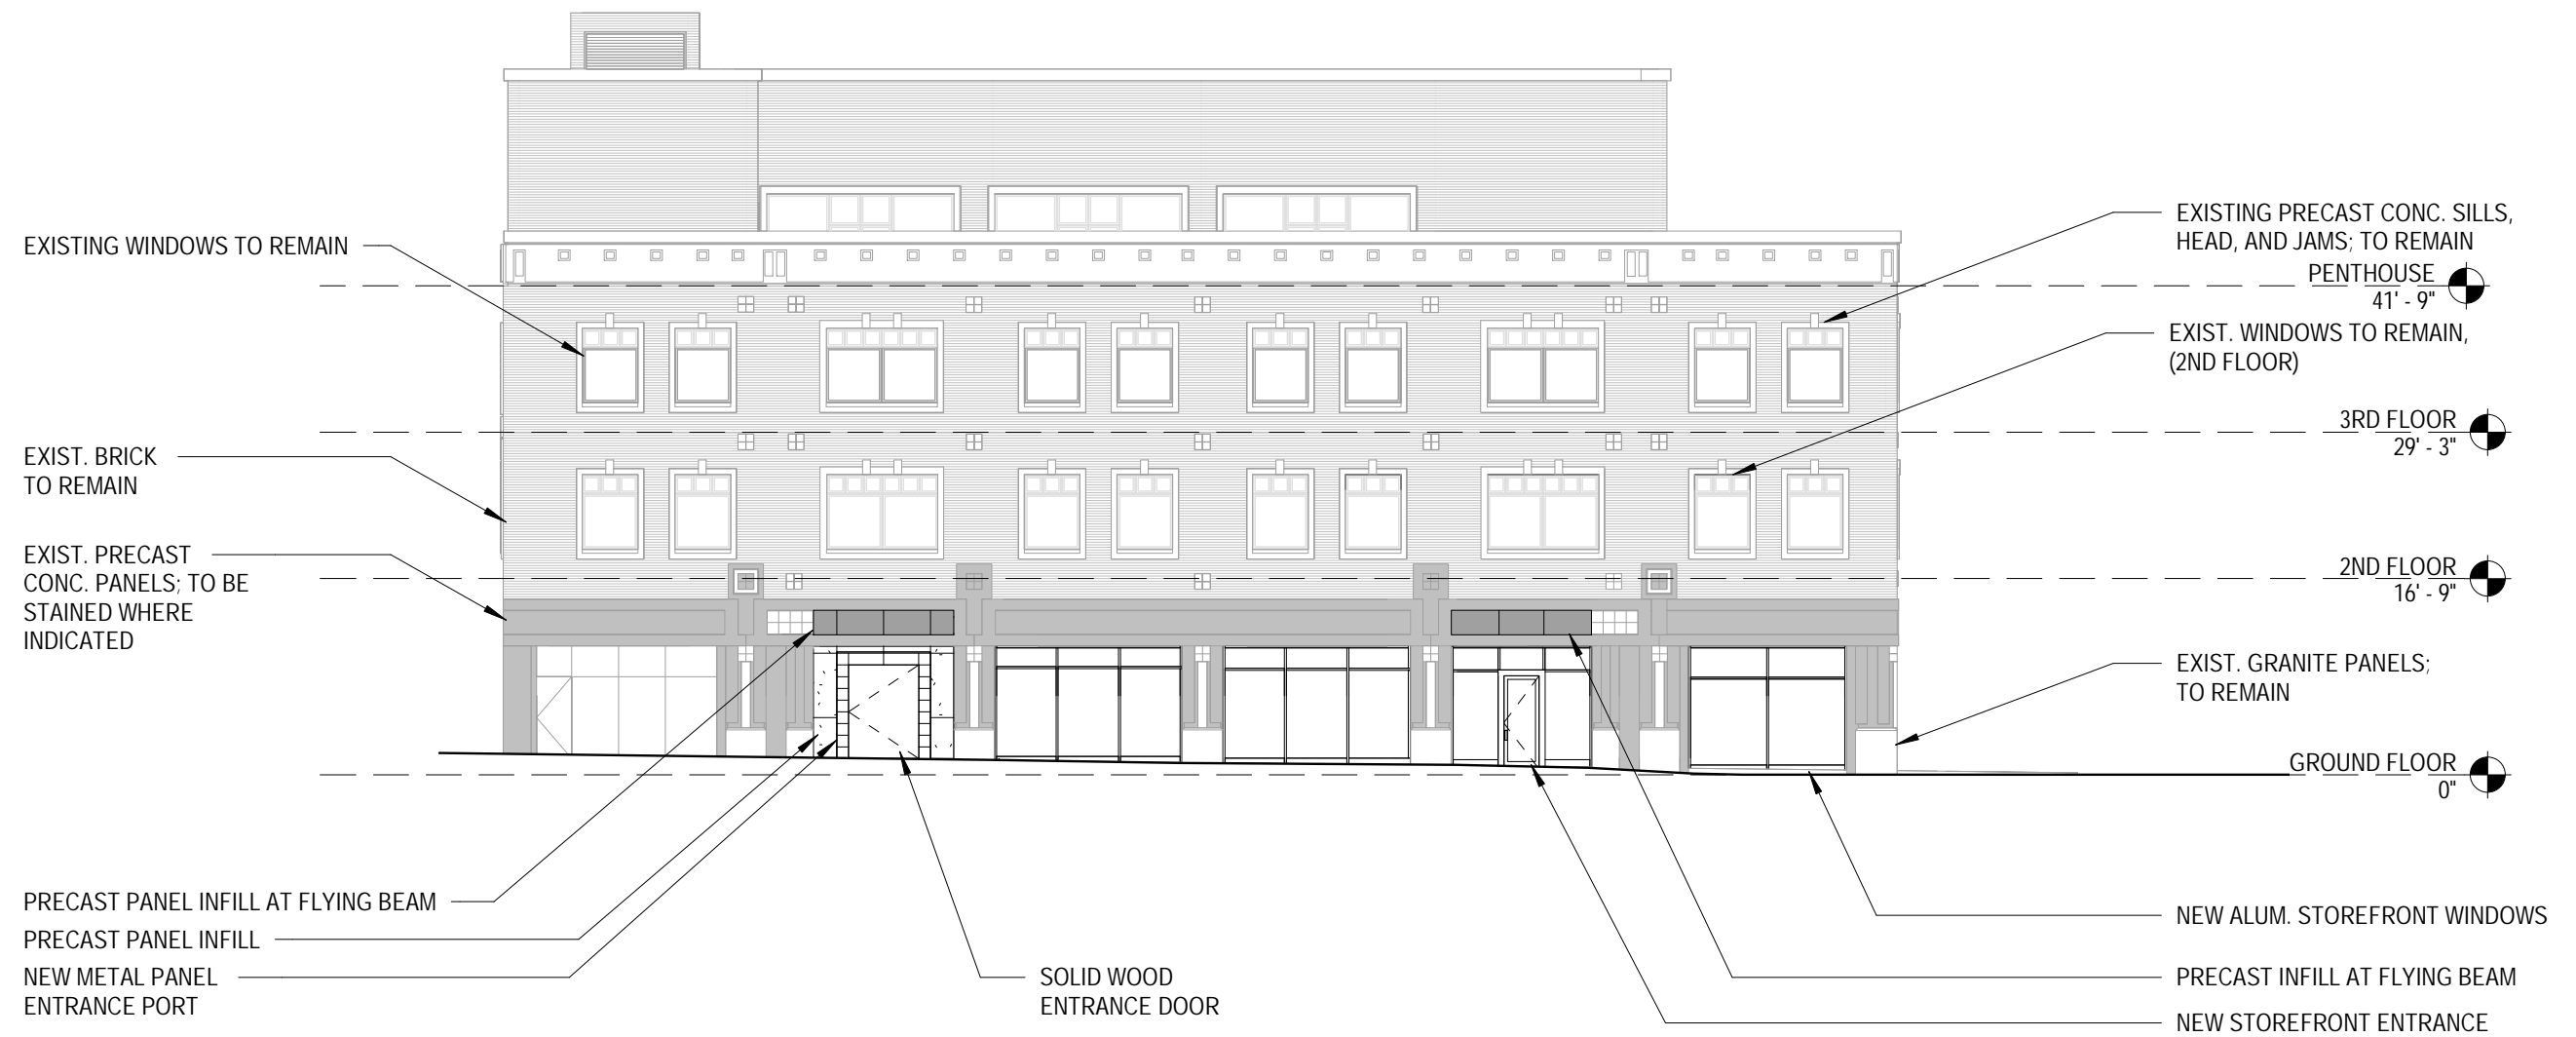 EXISTING WINDOWS TO REMAIN
EXIST. BRICK
TO REMAIN
EXIST. PRECAST
CONC. PANELS; TO BE
STAINED WHERE
INDICATED
PRECAST PANEL INFILL AT FLYING BEAM
PRECAST PANEL INFILL
NEW METAL PANEL
ENTRANCE PORT
SOLID WOOD
ENTRANCE DOOR
EXISTING PRECAST CONC. SILLS,
HEAD, AND JAMS; TO REMAIN
PENTHOUSE
41' - 9"
EXIST. WINDOWS TO REMAIN,
(2ND FLOOR)
3RD FLOOR
29' - 3"
2ND FLOOR
16' - 9"
EXIST. GRANITE PANELS;
TO REMAIN
GROUND FLOOR
0"
NEW ALUM. STOREFRONT WINDOWS
PRECAST INFILL AT FLYING BEAM
NEW STOREFRONT ENTRANCE